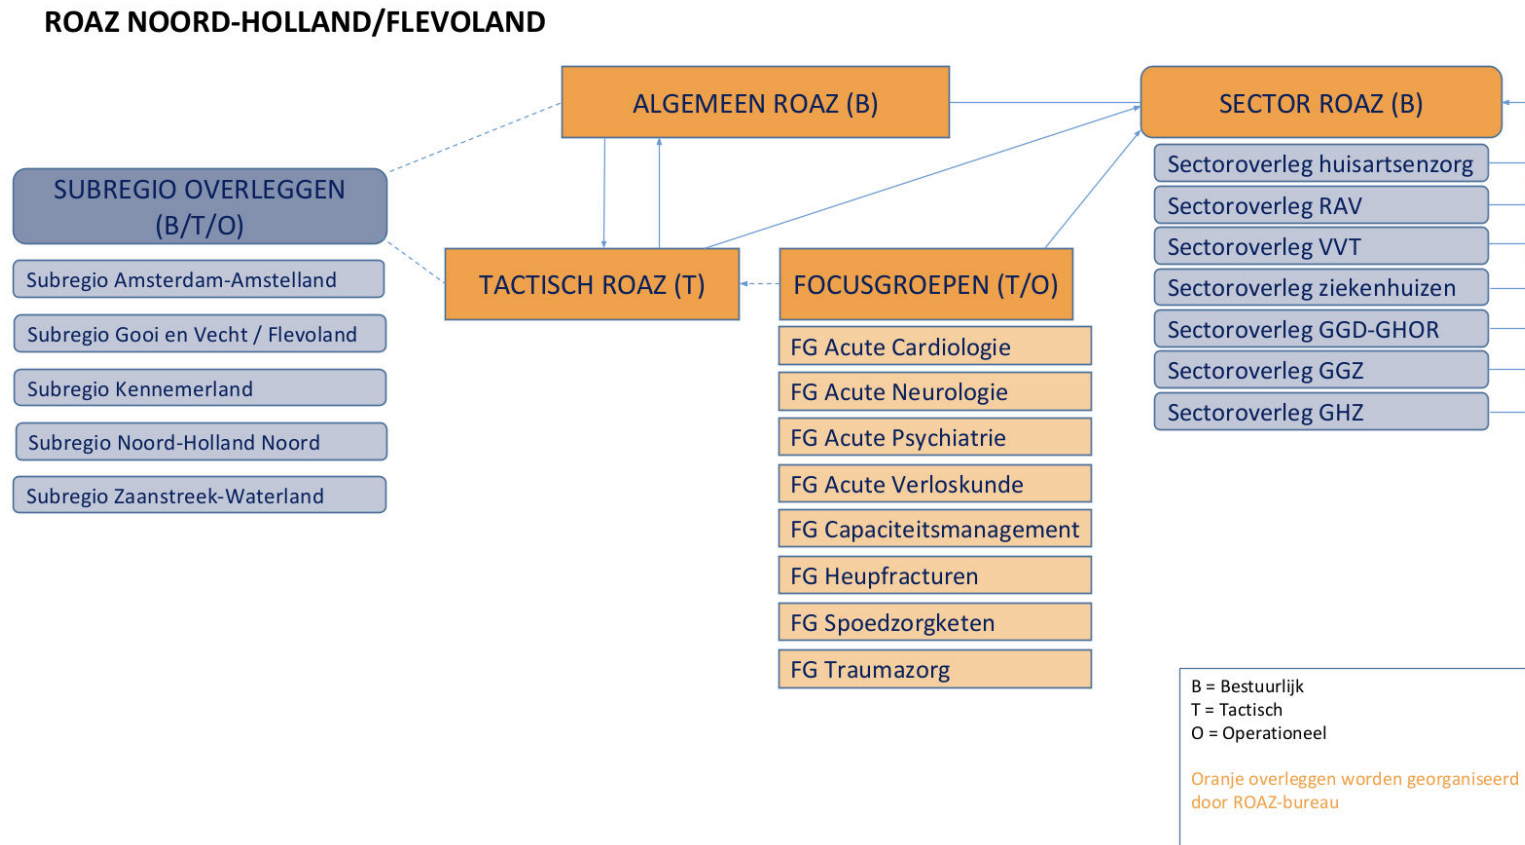 ROAZ NOORD-HOLLAND/FLEVOLAND
ALGEMEEN ROAZ (B)
SECTOR ROAZ (B)
SUBREGIO OVERLEGGEN
(B/T/O)
Subregio Amsterdam-Amstelland
Subregio Gooi en Vecht / Flevoland
Subregio Kennemerland
Subregio Noord-Holland Noord
Subregio Zaanstreek-Waterland
TACTISCH ROAZ (T)
FOCUSGROEPEN (T/O)
FG Acute Cardiologie
FG Acute Neurologie
FG Acute Psychiatrie
FG Acute Verloskunde
FG Capaciteitsmanagement
FG Heupfracturen
FG Spoedzorgketen
FG Traumazorg
Sectoroverleg huisartsenzorg
Sectoroverleg RAV
Sectoroverleg VVT
Sectoroverleg ziekenhuizen
Sectoroverleg GGD-GHOR
Sectoroverleg GGZ
Sectoroverleg GHZ
B = Bestuurlijk
T = Tactisch
O = Operationeel
Oranje overleggen worden georganiseerd
door ROAZ-bureau